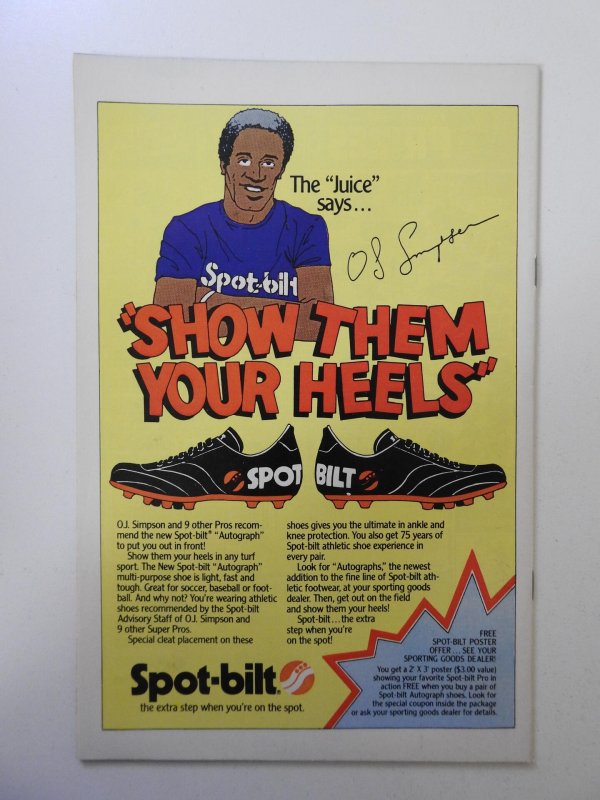 The "Juice"
says...
OJ Simpson
Spot-bilt
"SHOW THEM
YOUR HEELS"
SPOT BILT
O.J. Simpson and 9 other Pros recom-
mend the new Spot-bilt® "Autograph"
to put you out in front!
Show them your heels in any turf
sport. The New Spot-bilt "Autograph"
multi-purpose shoe is light, fast and
tough. Great for soccer, baseball or foot-
ball. And why not? You're wearing athletic
shoes recommended by the Spot-bilt
Advisory Staff of O.J. Simpson and
9 other Super Pros.
Special cleat placement on these
shoes gives you the ultimate in ankle and
knee protection. You also get 75 years of
Spot-bilt athletic shoe experience in
every pair.
Look for "Autographs," the newest
addition to the fine line of Spot-bilt ath-
letic footwear, at your sporting goods
dealer. Then, get out on the field
and show them your heels!
Spot-bilt...the extra
step when you're
on the spot!
Spot-bilt.®
the extra step when you're on the spot.
FREE
SPOT-BILT POSTER
OFFER... SEE YOUR
SPORTING GOODS DEALER!
You get a 2' X 3' poster ($3.00 value)
showing your favorite Spot-bilt Pro in
action FREE when you buy a pair of
Spot-bilt Autograph shoes. Look for
the special coupon inside the package
or ask your sporting goods dealer for details.